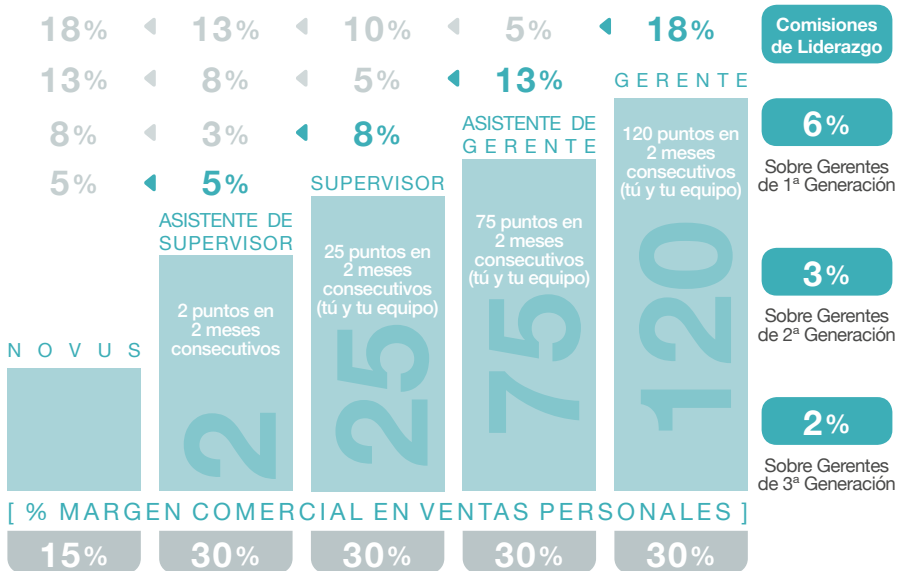 18% 13% 10% 5% 18%
13% 8% 5% 13%
8% 3% 8%
5% 5%
NOVUS
ASISTENTE DE
SUPERVISOR
2 puntos en
2 meses
consecutivos
2
SUPERVISOR
25 puntos en
2 meses
consecutivos
(tú y tu equipo)
25
ASISTENTE DE
GERENTE
75 puntos en
2 meses
consecutivos
(tú y tu equipo)
75
GERENTE
120 puntos en
2 meses
consecutivos
(tú y tu equipo)
120
Comisiones
de Liderazgo
6%
Sobre Gerentes
de 1ª Generación
3%
Sobre Gerentes
de 2ª Generación
2%
Sobre Gerentes
de 3ª Generación
[ % MARGEN COMERCIAL EN VENTAS PERSONALES ]
15% 30% 30% 30% 30%